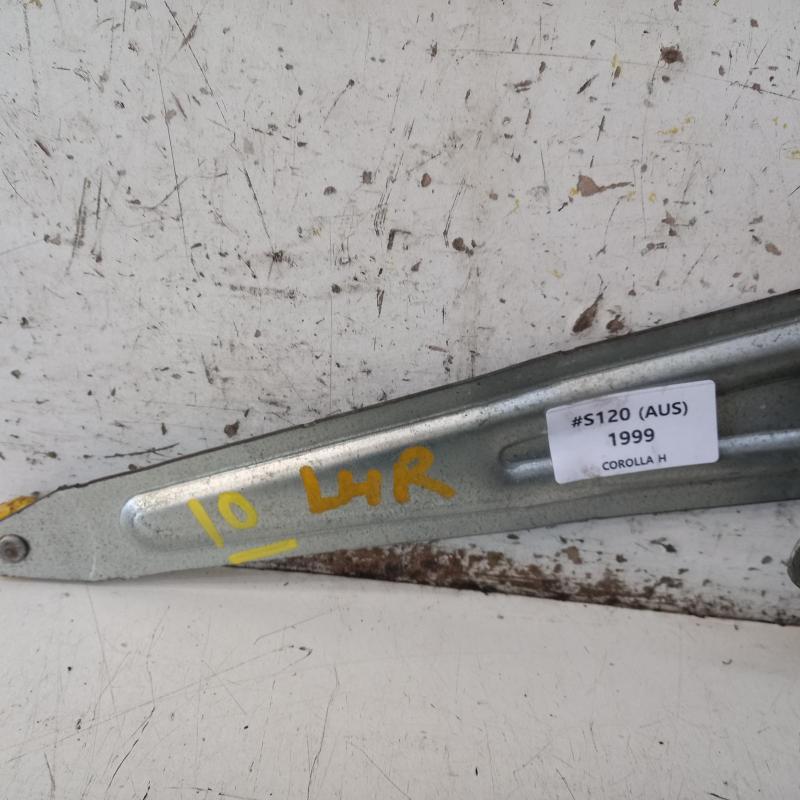 #S120 (AUS)
1999
COROLLA H
10 LHR